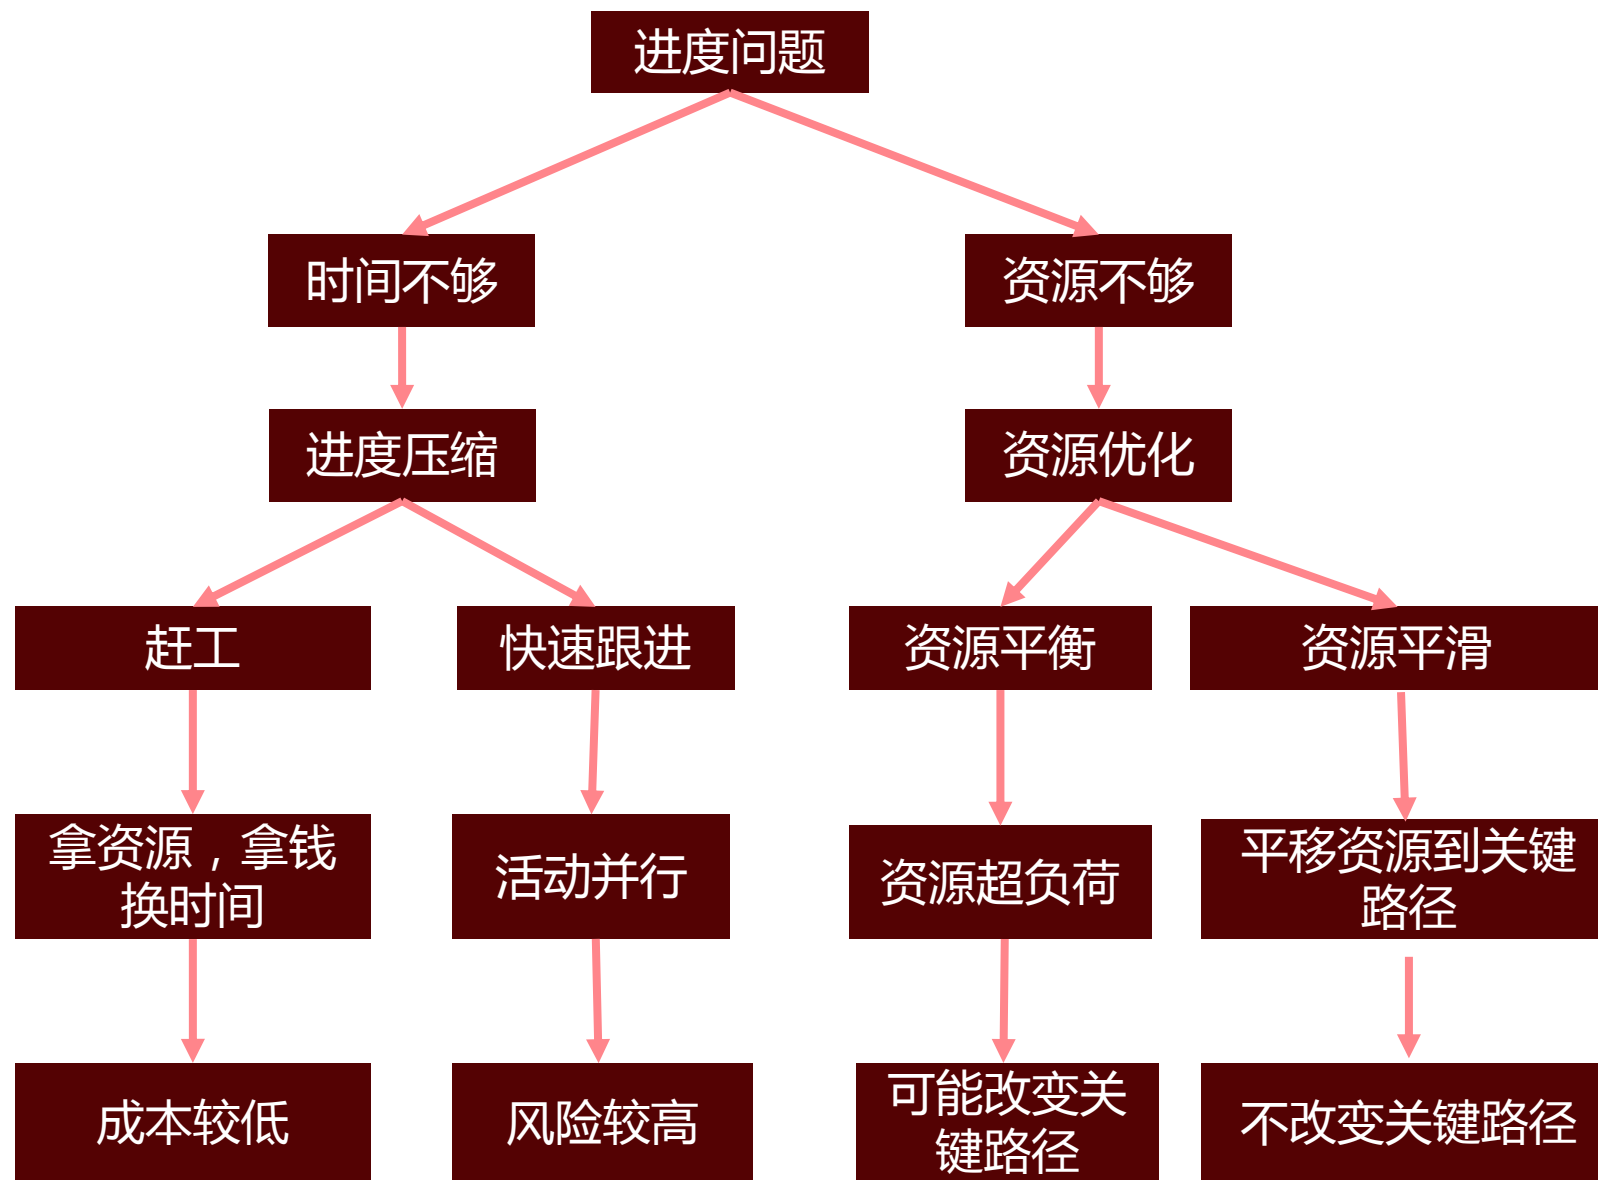 进度问题
时间不够
资源不够
进度压缩
资源优化
赶工
快速跟进
资源平衡
资源平滑
拿资源，拿钱
换时间
活动并行
资源超负荷
平移资源到关键
路径
成本较低
风险较高
可能改变关
键路径
不改变关键路径